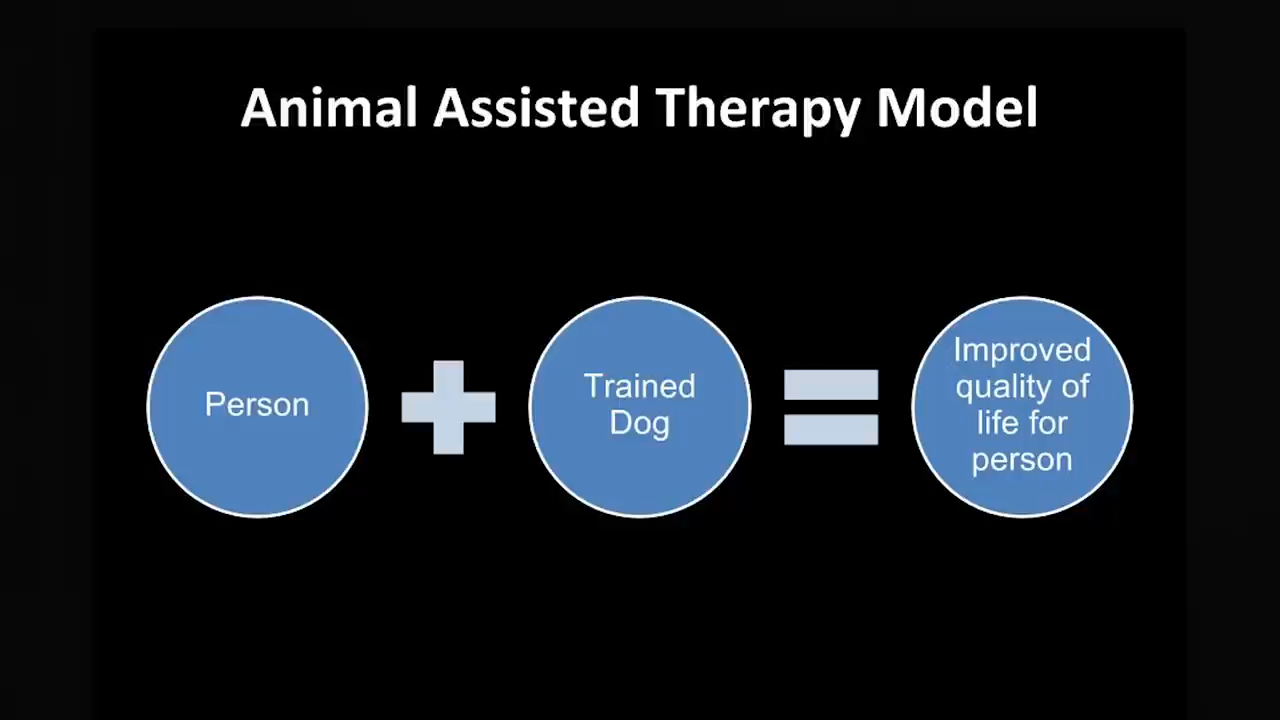 Animal Assisted Therapy Model
Person
Trained
Dog
Improved
quality of
life for
person